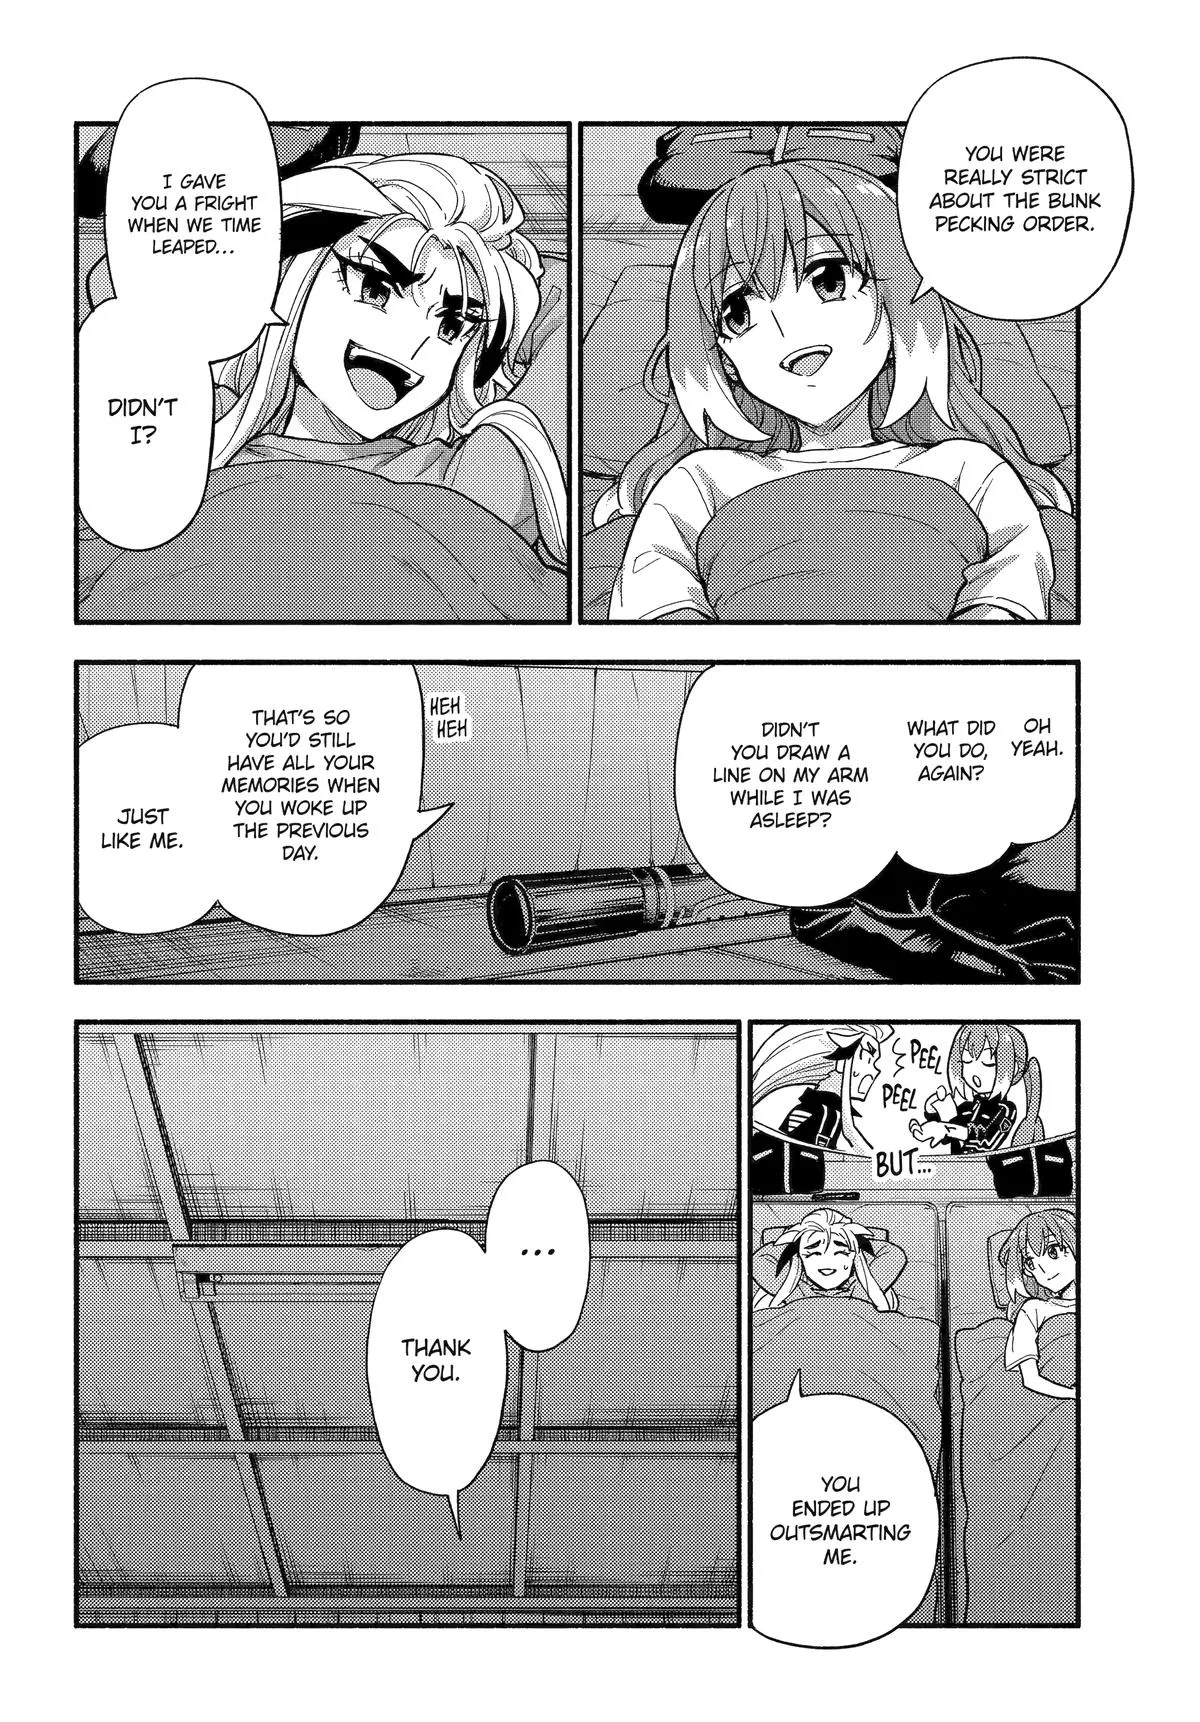 YOU WERE
REALLY STRICT
ABOUT THE BUNK
PECKING ORDER.
I GAVE
YOU A FRIGHT
WHEN WE TIME
LEAPED...
DIDN'T
I?
OH
YEAH.
WHAT DID
YOU DO,
AGAIN?
DIDN'T
YOU DRAW A
LINE ON MY ARM
WHILE I WAS
ASLEEP?
HEH
HEH
THAT'S SO
YOU'D STILL
HAVE ALL YOUR
MEMORIES WHEN
YOU WOKE UP
THE PREVIOUS
DAY.
JUST
LIKE ME.
PEEL
PEEL
BUT...
YOU
ENDED UP
OUTSMARTING
ME.
...
THANK
YOU.